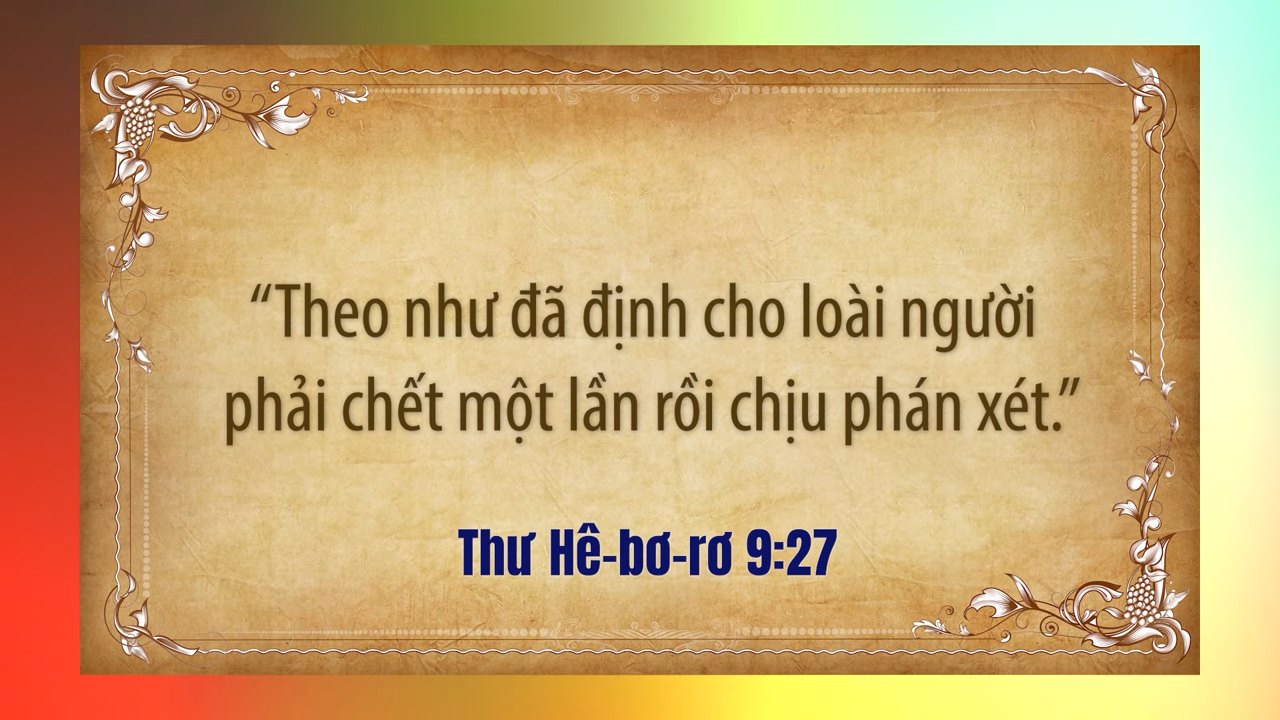 “Theo như đã định cho loài người
phải chết một lần rồi chịu phán xét.”
Thư Hê-bơ-rơ 9:27